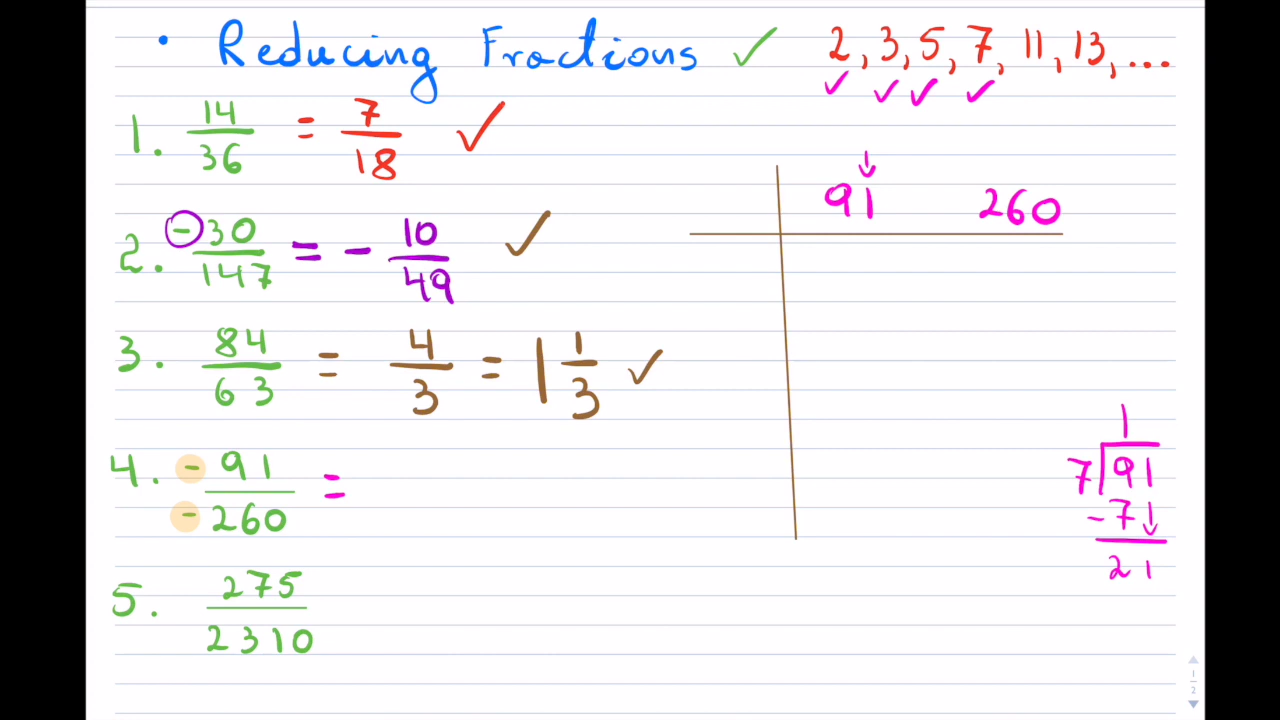 • Reducing Fractions ✓ 2, 3, 5, 7, 11, 13, ...
✓ ✓ ✓ ✓
1. 14/36 = 7/18 ✓
2. -30/147 = - 10/49 ✓
3. 84/63 = 4/3 = 1 1/3 ✓
4. -91/-260 =
5. 275/2310
↓
91 260
1
7 91
-7↓
21
1
2